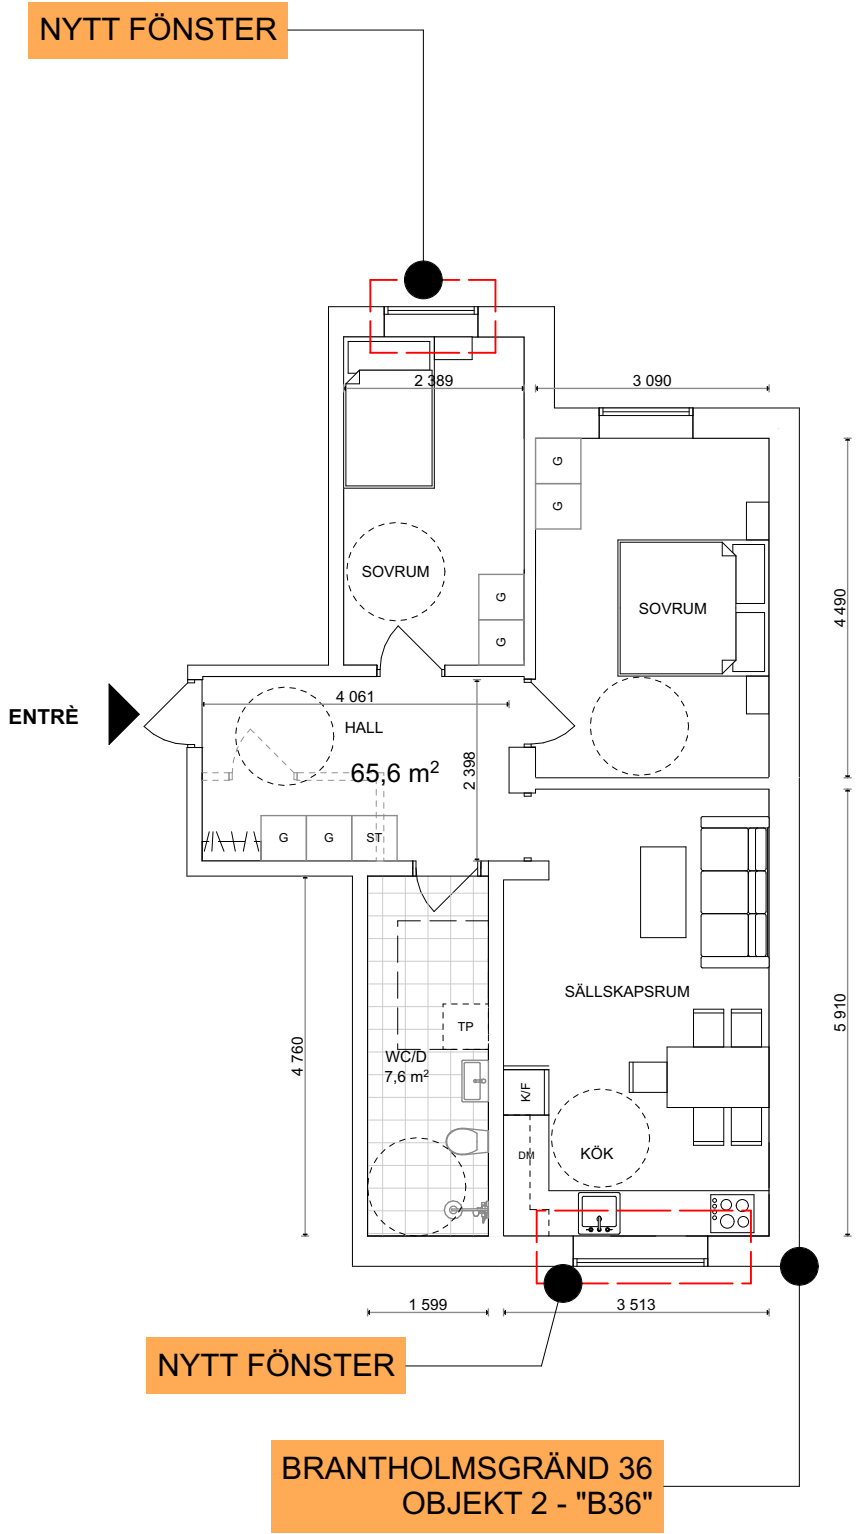 NYTT FÖNSTER
2 389
3 090
G
G
SOVRUM
G
G
SOVRUM
4 490
ENTRÈ
4 061
HALL
65,6 m²
2 398
G
G
ST
SÄLLSKAPSRUM
5 910
4 760
TP
WC/D
7,6 m²
K/F
DM
KÖK
1 599
3 513
NYTT FÖNSTER
BRANTHOLMSGRÄND 36
OBJEKT 2 - "B36"